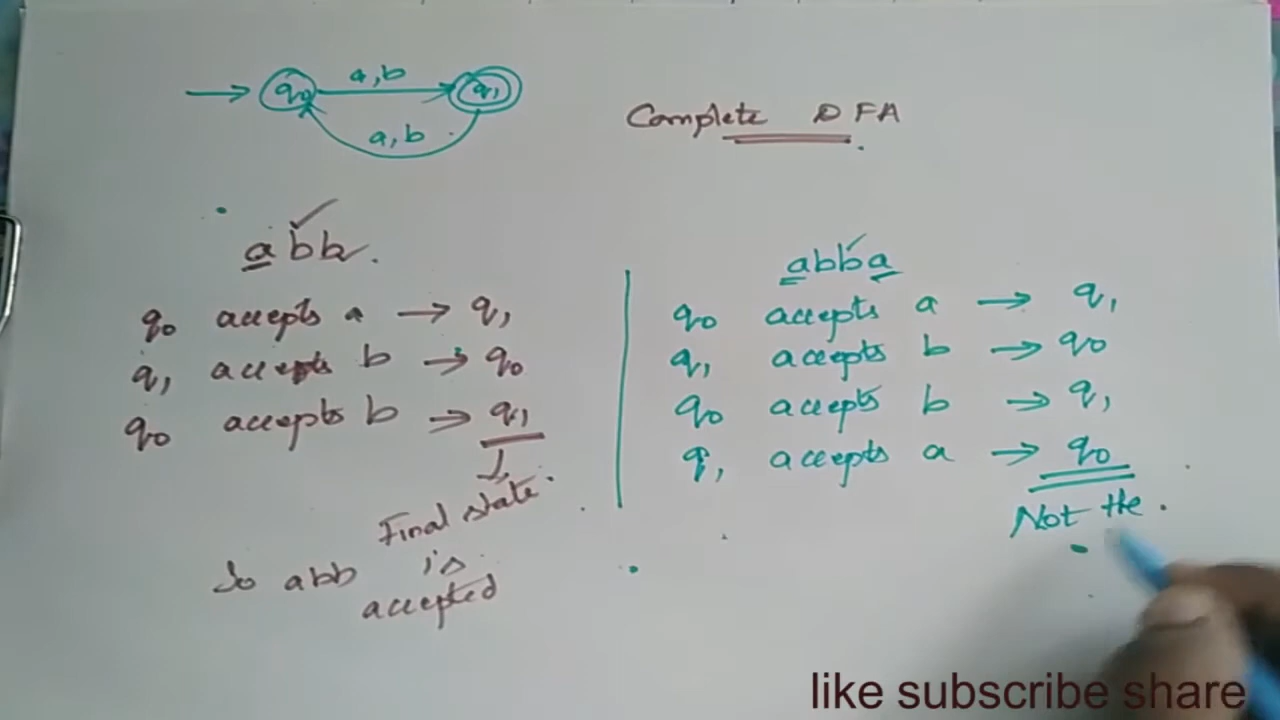 q0 a,b q1
a,b
Complete DFA
abb.
q0 accepts a → q1
q1 accepts b → q0
q0 accepts b → q1
Final state.
So abb is
accepted
abba
q0 accepts a → q1
q1 accepts b → q0
q0 accepts b → q1
q1 accepts a → q0
Not the
like subscribe share